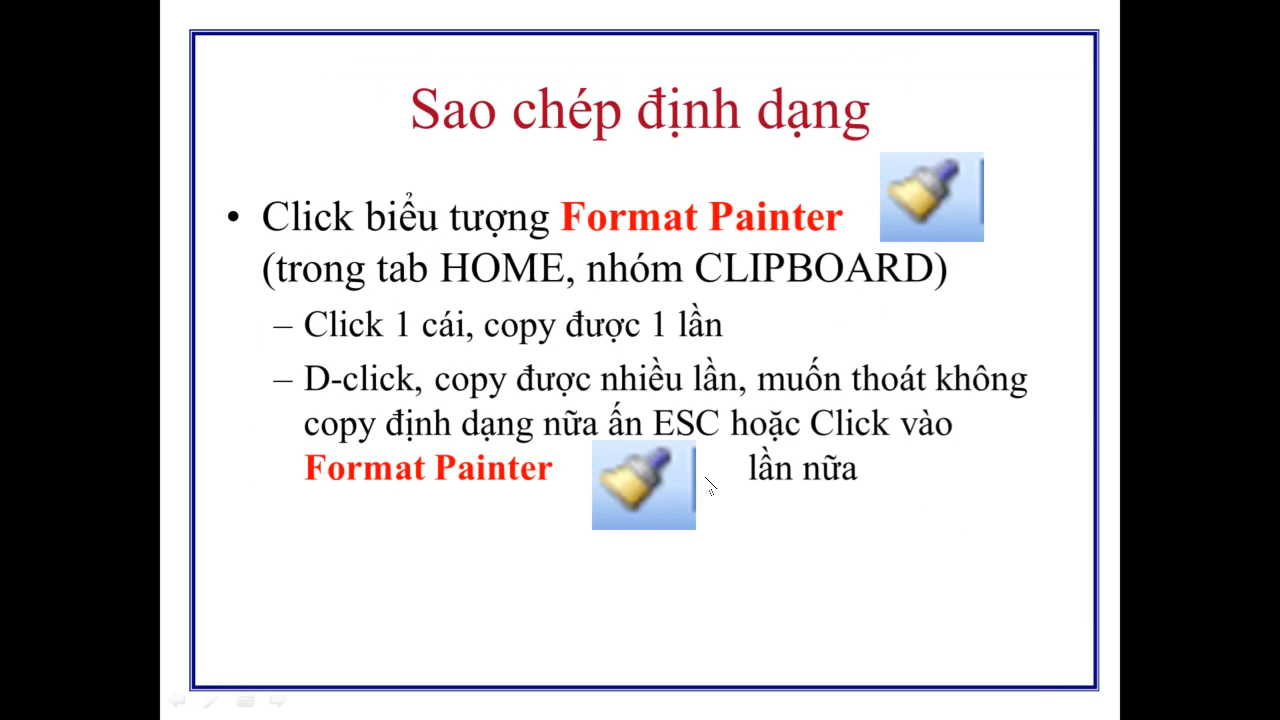 Sao chép định dạng
• Click biểu tượng Format Painter
(trong tab HOME, nhóm CLIPBOARD)
– Click 1 cái, copy được 1 lần
– D-click, copy được nhiều lần, muốn thoát không
copy định dạng nữa ấn ESC hoặc Click vào
Format Painter lần nữa